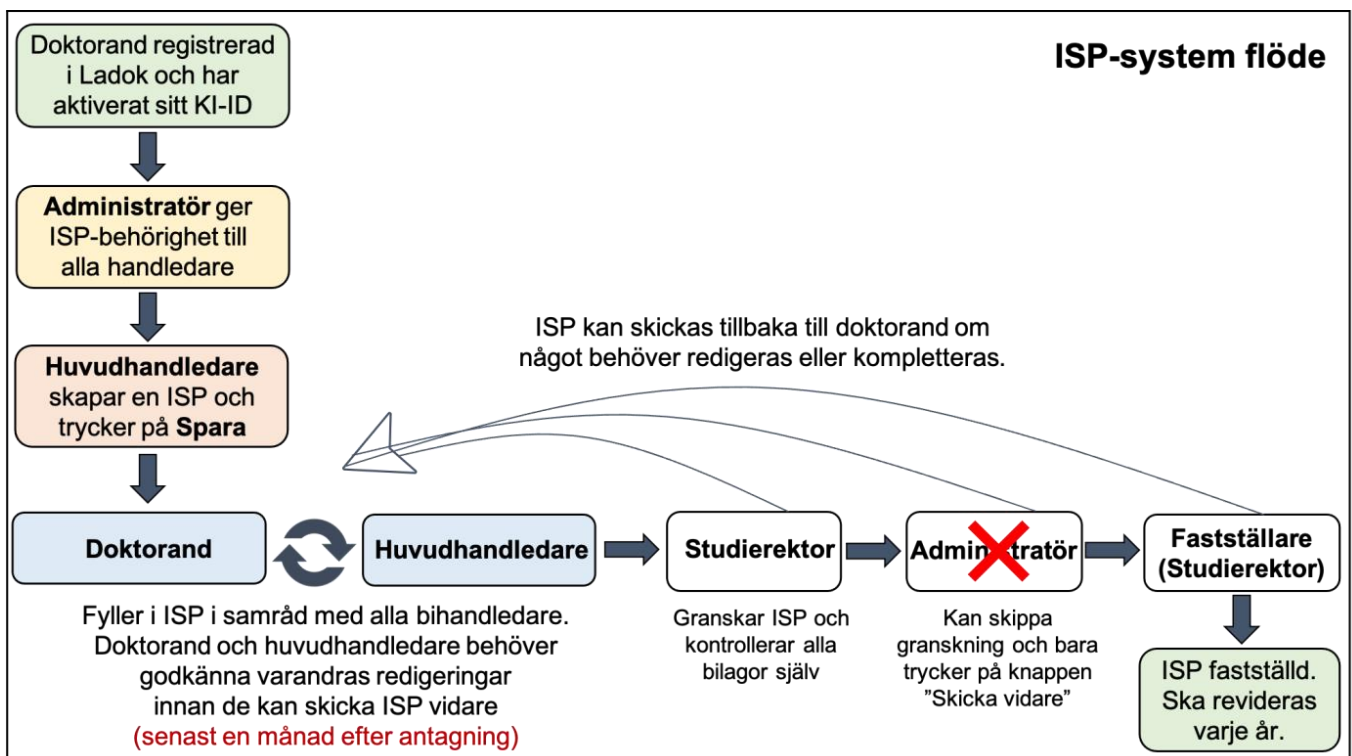 ISP-system flöde
Doktorand registrerad
i Ladok och har
aktiverat sitt KI-ID
Administratör ger
ISP-behörighet till
alla handledare
Huvudhandledare
skapar en ISP och
trycker på Spara
ISP kan skickas tillbaka till doktorand om
något behöver redigeras eller kompletteras.
Doktorand
Huvudhandledare
Studierektor
Administratör
Fastställare
(Studierektor)
Fyller i ISP i samråd med alla bihandledare.
Doktorand och huvudhandledare behöver
godkänna varandras redigeringar
innan de kan skicka ISP vidare
(senast en månad efter antagning)
Granskar ISP och
kontrollerar alla
bilagor själv
Kan skippa
granskning och bara
trycker på knappen
”Skicka vidare”
ISP fastställd.
Ska revideras
varje år.